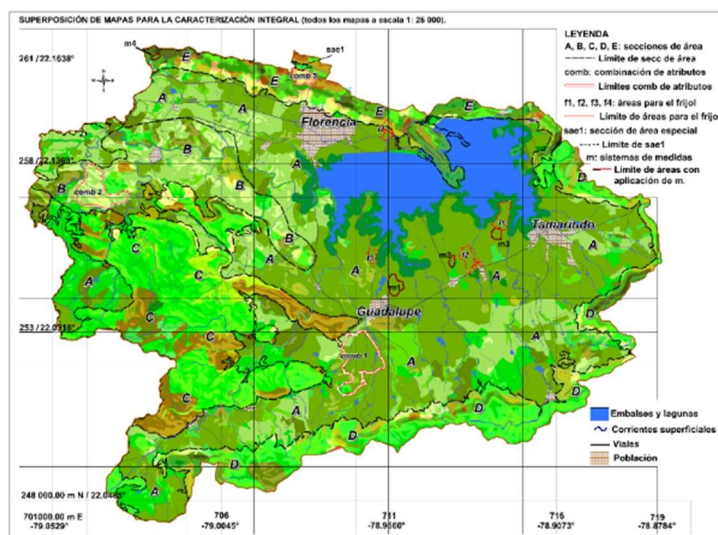 SUPERPOSICIÓN DE MAPAS PARA LA CARACTERIZACIÓN INTEGRAL (todos los mapas a escala 1: 25 000).
LEYENDA
A, B, C, D, E: secciones de área
Límite de secc de área
comb: combinación de atributos
Límites comb de atributos
f1, f2, f3, f4: áreas para el frijol
Límite de áreas para el frijo
sae1: sección de área especial
Límite de sae1
m: sistemas de medidas
Límite de áreas con
aplicación de m.
261 / 22.1638°
m4
sae1
E
E
comb 3
A
A
E
E
Florencia
B
A
B
D
B
comb 2
B
C
Tamarindo
A
A
m3
m2
f2
A
m1
A
C
A
C
Guadalupe
D
253 / 22.0918°
C
comb 1
A
A
D
C
A
D
D
D
A
D
Embalses y lagunas
Corrientes superficiales
Viales
Población
248 000.00 m N / 22.0465°
701000.00 m E
706
711
716
719
-79.0529°
-79.0045°
-78.9560°
-78.9073°
-78.8784°